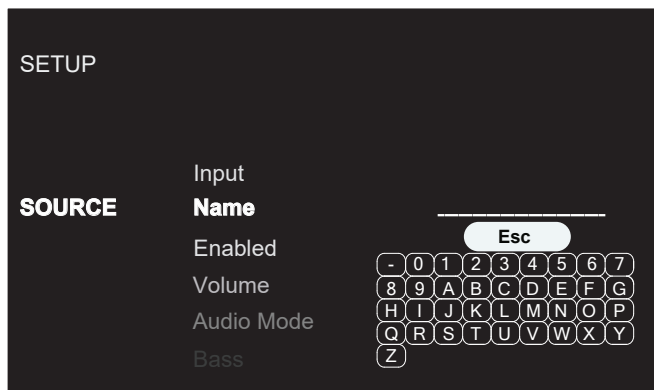 SETUP
Input
SOURCE Name
Esc
Enabled
- 0 1 2 3 4 5 6 7
Volume
8 9 A B C D E F G
H I J K L M N O P
Audio Mode
Q R S T U V W X Y
Bass
Z